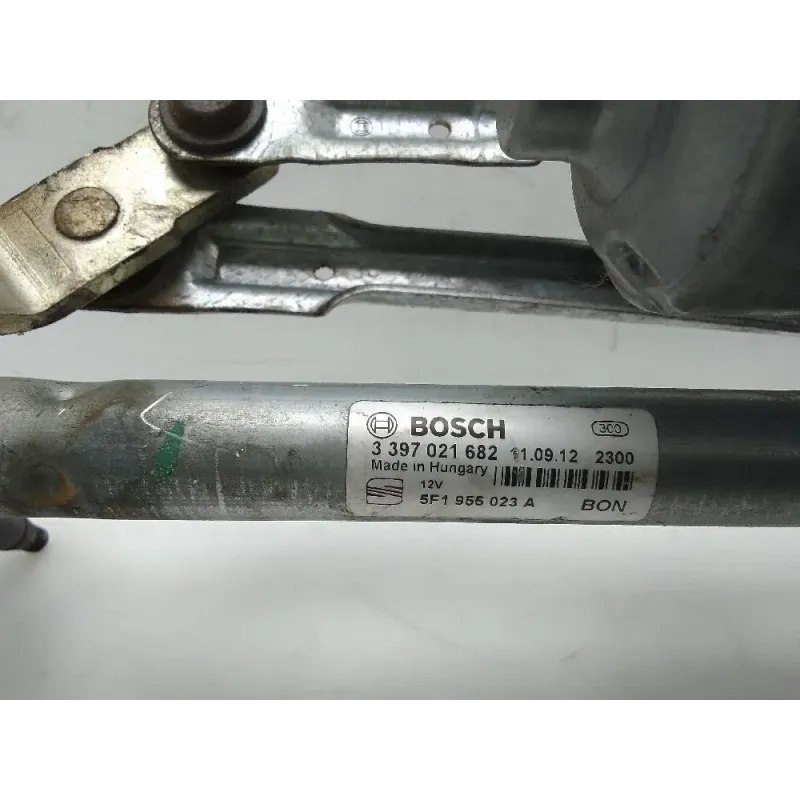 BOSCH 300
3 397 021 682 11.09.12 2300
Made in Hungary
12V
5F1 955 023 A BON